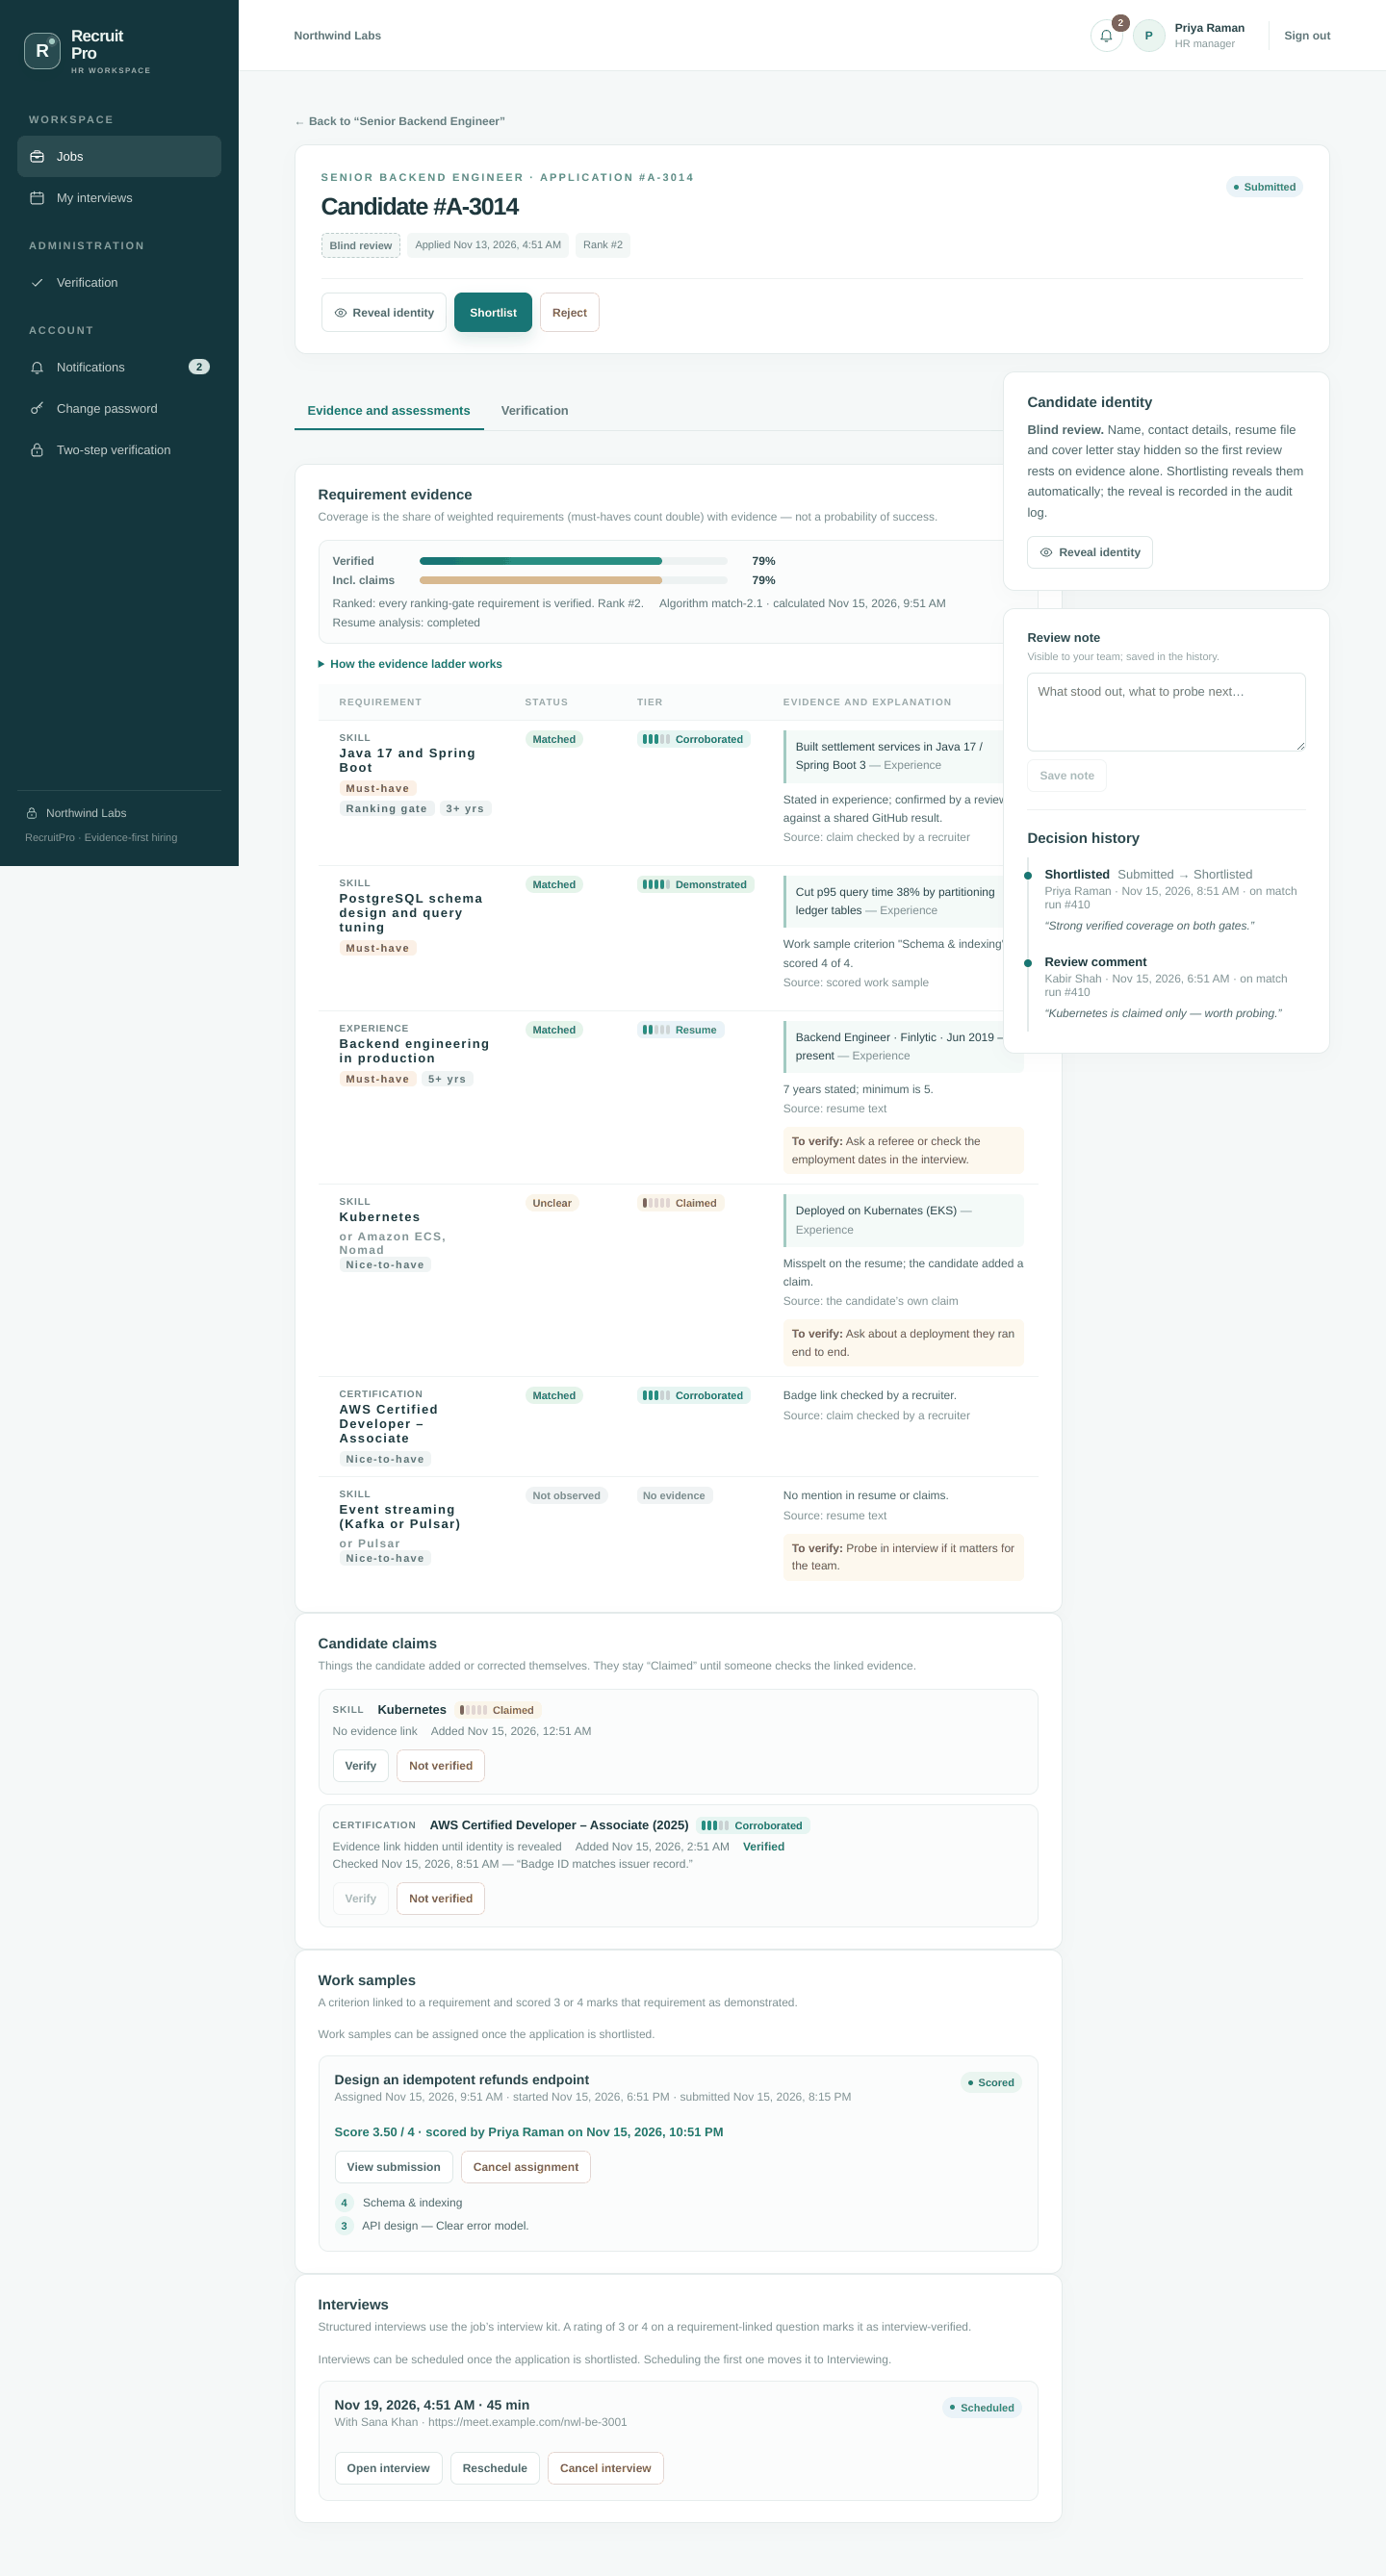 R
Recruit
Pro
HR WORKSPACE
WORKSPACE
Jobs
My interviews
ADMINISTRATION
Verification
ACCOUNT
Notifications 2
Change password
Two-step verification
Northwind Labs
RecruitPro · Evidence-first hiring
Northwind Labs
2
P
Priya Raman
HR manager
Sign out
← Back to “Senior Backend Engineer”
SENIOR BACKEND ENGINEER · APPLICATION #A-3014
Candidate #A-3014
Submitted
Blind review
Applied Nov 13, 2026, 4:51 AM
Rank #2
Reveal identity
Shortlist
Reject
Evidence and assessments
Verification
Requirement evidence
Coverage is the share of weighted requirements (must-haves count double) with evidence — not a probability of success.
Verified 79%
Incl. claims 79%
Ranked: every ranking-gate requirement is verified. Rank #2. Algorithm match-2.1 · calculated Nov 15, 2026, 9:51 AM
Resume analysis: completed
How the evidence ladder works
REQUIREMENT STATUS TIER EVIDENCE AND EXPLANATION
SKILL
Java 17 and Spring
Boot
Must-have
Ranking gate 3+ yrs
Matched
Corroborated
Built settlement services in Java 17 /
Spring Boot 3 — Experience
Stated in experience; confirmed by a review
against a shared GitHub result.
Source: claim checked by a recruiter
SKILL
PostgreSQL schema
design and query
tuning
Must-have
Matched
Demonstrated
Cut p95 query time 38% by partitioning
ledger tables — Experience
Work sample criterion "Schema & indexing"
scored 4 of 4.
Source: scored work sample
EXPERIENCE
Backend engineering
in production
Must-have 5+ yrs
Matched
Resume
Backend Engineer · Finlytic · Jun 2019 –
present — Experience
7 years stated; minimum is 5.
Source: resume text
To verify: Ask a referee or check the
employment dates in the interview.
SKILL
Kubernetes
or Amazon ECS,
Nomad
Nice-to-have
Unclear
Claimed
Deployed on Kubernates (EKS) —
Experience
Misspelt on the resume; the candidate added a
claim.
Source: the candidate’s own claim
To verify: Ask about a deployment they ran
end to end.
CERTIFICATION
AWS Certified
Developer –
Associate
Nice-to-have
Matched
Corroborated
Badge link checked by a recruiter.
Source: claim checked by a recruiter
SKILL
Event streaming
(Kafka or Pulsar)
or Pulsar
Nice-to-have
Not observed
No evidence
No mention in resume or claims.
Source: resume text
To verify: Probe in interview if it matters for
the team.
Candidate identity
Blind review. Name, contact details, resume file
and cover letter stay hidden so the first review
rests on evidence alone. Shortlisting reveals them
automatically; the reveal is recorded in the audit
log.
Reveal identity
Review note
Visible to your team; saved in the history.
What stood out, what to probe next…
Save note
Decision history
Shortlisted Submitted → Shortlisted
Priya Raman · Nov 15, 2026, 8:51 AM · on match
run #410
“Strong verified coverage on both gates.”
Review comment
Kabir Shah · Nov 15, 2026, 6:51 AM · on match
run #410
“Kubernetes is claimed only — worth probing.”
Candidate claims
Things the candidate added or corrected themselves. They stay “Claimed” until someone checks the linked evidence.
SKILL Kubernetes Claimed
No evidence link Added Nov 15, 2026, 12:51 AM
Verify
Not verified
CERTIFICATION AWS Certified Developer – Associate (2025) Corroborated
Evidence link hidden until identity is revealed Added Nov 15, 2026, 2:51 AM Verified
Checked Nov 15, 2026, 8:51 AM — “Badge ID matches issuer record.”
Verify
Not verified
Work samples
A criterion linked to a requirement and scored 3 or 4 marks that requirement as demonstrated.
Work samples can be assigned once the application is shortlisted.
Design an idempotent refunds endpoint
Scored
Assigned Nov 15, 2026, 9:51 AM · started Nov 15, 2026, 6:51 PM · submitted Nov 15, 2026, 8:15 PM
Score 3.50 / 4 · scored by Priya Raman on Nov 15, 2026, 10:51 PM
View submission
Cancel assignment
4 Schema & indexing
3 API design — Clear error model.
Interviews
Structured interviews use the job’s interview kit. A rating of 3 or 4 on a requirement-linked question marks it as interview-verified.
Interviews can be scheduled once the application is shortlisted. Scheduling the first one moves it to Interviewing.
Nov 19, 2026, 4:51 AM · 45 min
Scheduled
With Sana Khan · https://meet.example.com/nwl-be-3001
Open interview
Reschedule
Cancel interview